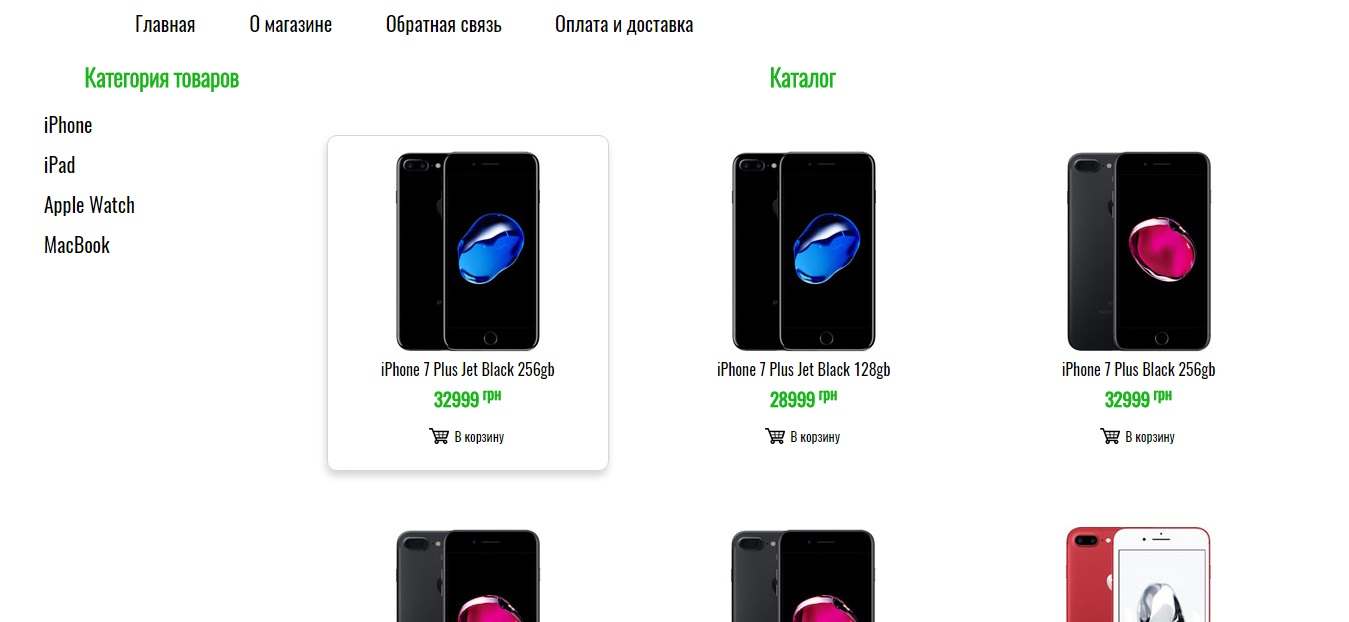 Главная О магазине Обратная связь Оплата и доставка
Категория товаров
Каталог
iPhone
iPad
Apple Watch
MacBook
iPhone 7 Plus Jet Black 256gb
32999 грн
В корзину
iPhone 7 Plus Jet Black 128gb
28999 грн
В корзину
iPhone 7 Plus Black 256gb
32999 грн
В корзину